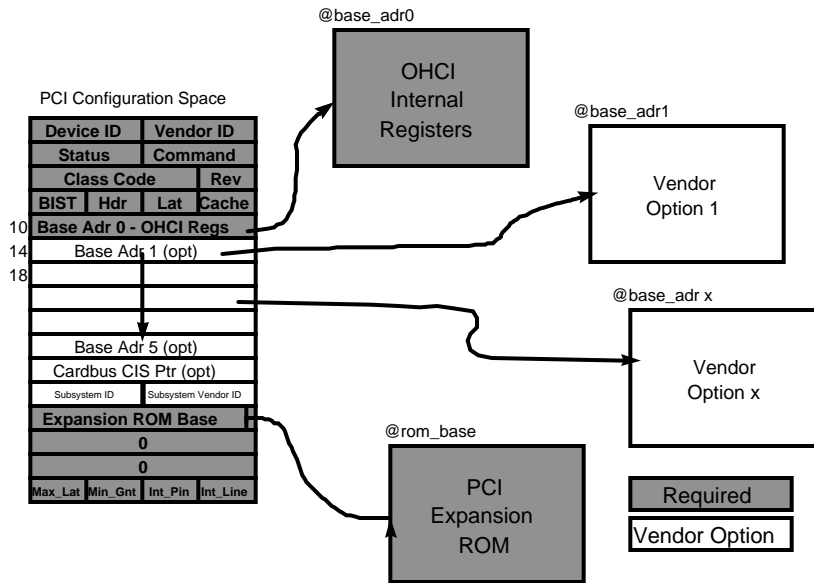 @base_adr0
OHCI
Internal
Registers
PCI Configuration Space
Device ID Vendor ID
Status Command
Class Code Rev
BIST Hdr Lat Cache
10 Base Adr 0 - OHCI Regs
14 Base Adr 1 (opt)
18
Base Adr 5 (opt)
Cardbus CIS Ptr (opt)
Subsystem ID Subsystem Vendor ID
Expansion ROM Base
0
0
Max_Lat Min_Gnt Int_Pin Int_Line
@base_adr1
Vendor
Option 1
@base_adr x
Vendor
Option x
@rom_base
PCI
Expansion
ROM
Required
Vendor Option